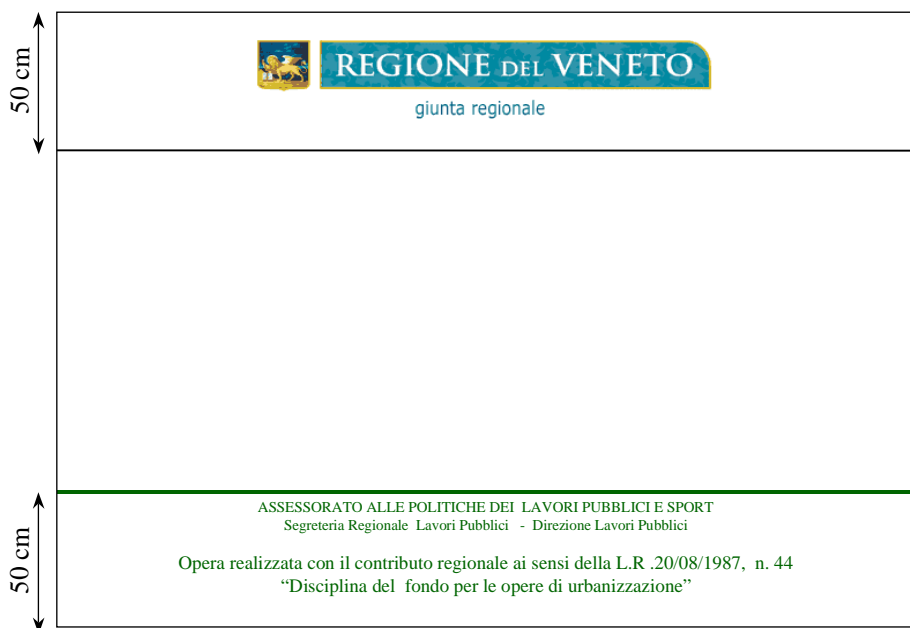 50 cm
REGIONE DEL VENETO
giunta regionale
50 cm
ASSESSORATO ALLE POLITICHE DEI LAVORI PUBBLICI E SPORT
Segreteria Regionale Lavori Pubblici - Direzione Lavori Pubblici
Opera realizzata con il contributo regionale ai sensi della L.R .20/08/1987, n. 44
“Disciplina del fondo per le opere di urbanizzazione”